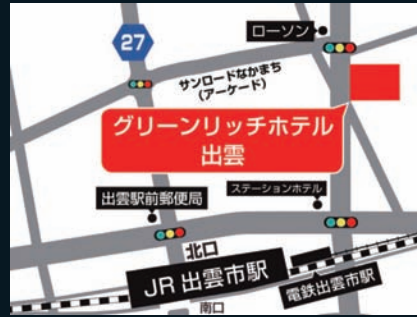 ローソン
27
サンロードなかまち
(アーケード)
グリーンリッチホテル
出雲
出雲駅前郵便局
ステーションホテル
北口
JR 出雲市駅
電鉄出雲市駅
南口